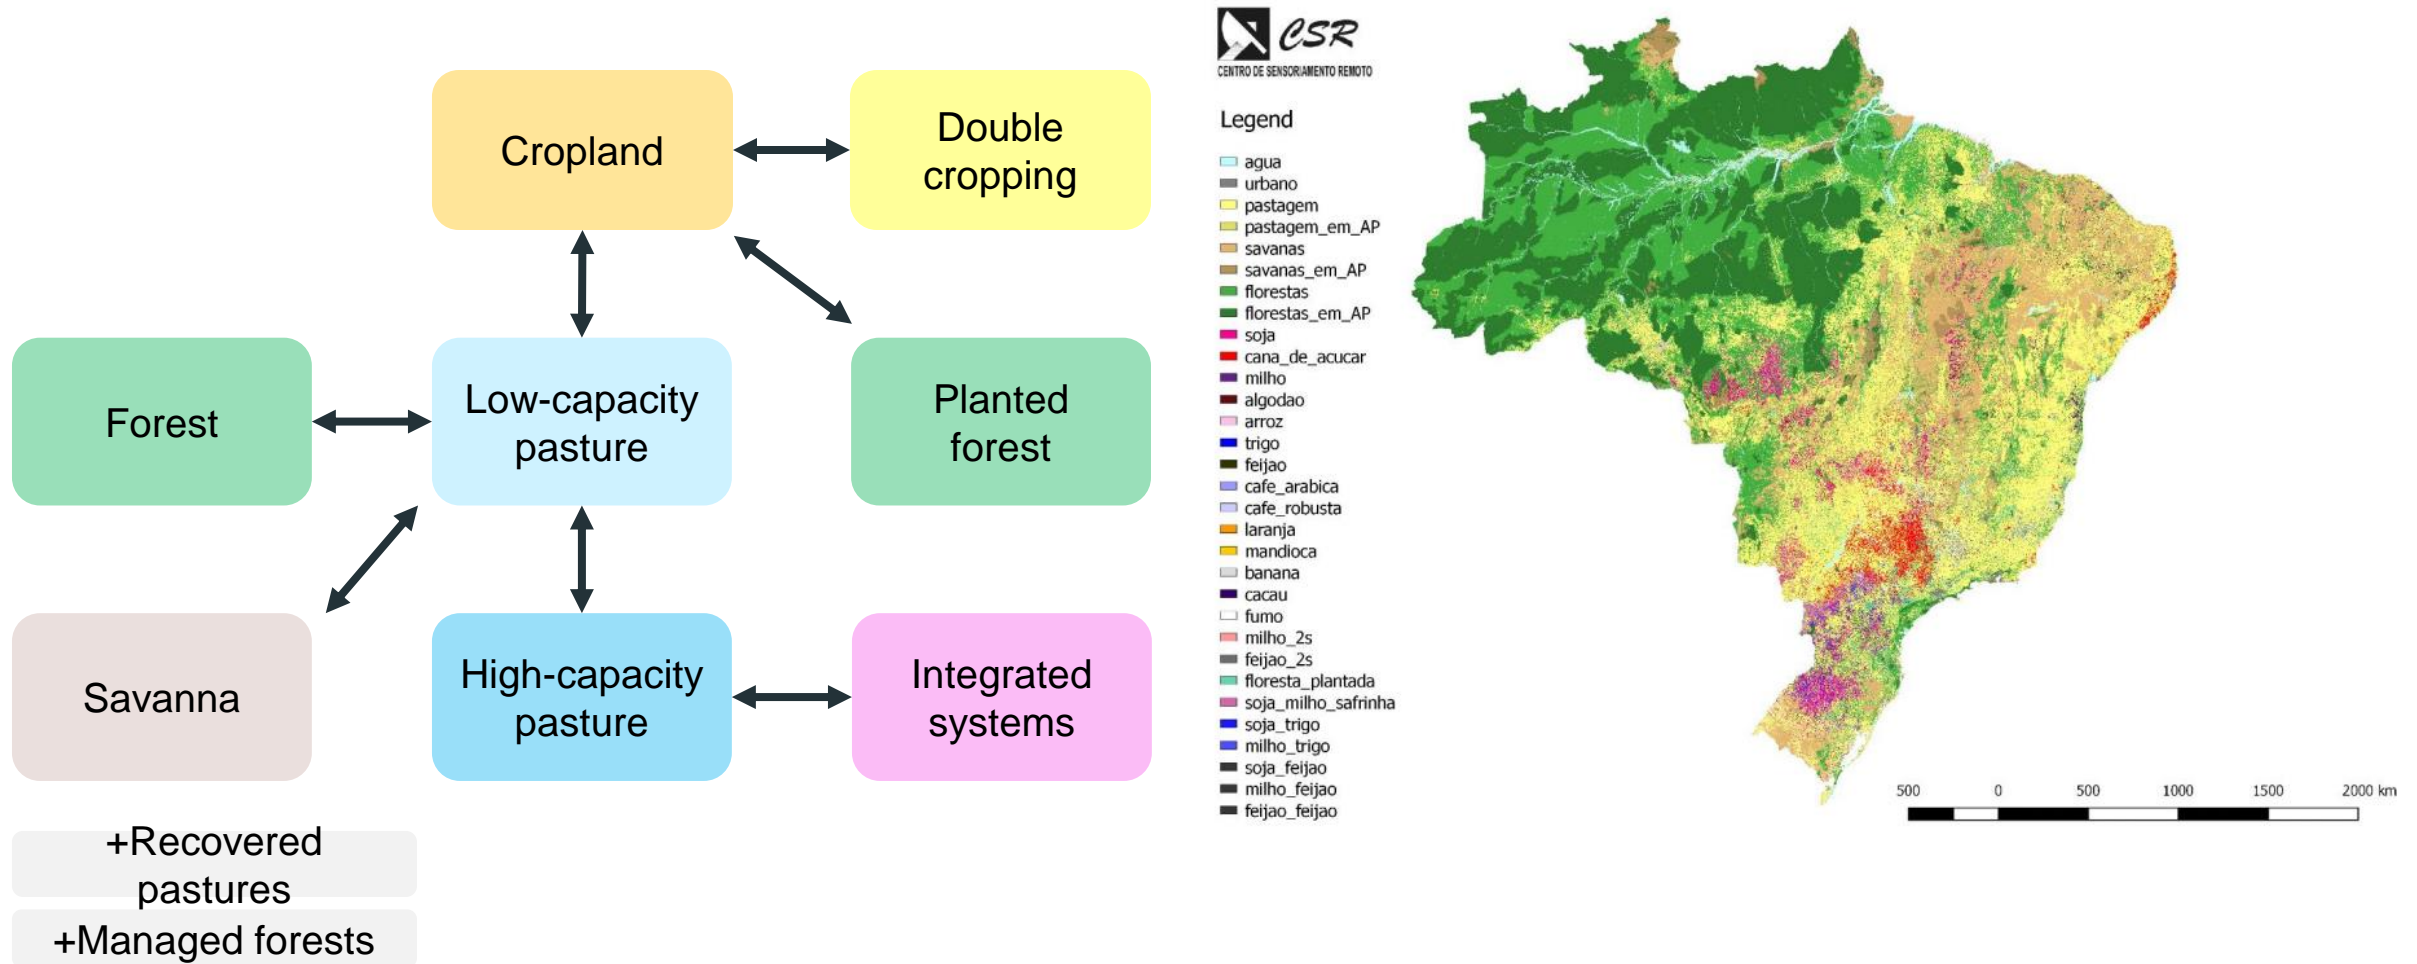 Cropland
Double
cropping
Forest
Low-capacity
pasture
Planted
forest
Savanna
High-capacity
pasture
Integrated
systems
+Recovered
pastures
+Managed forests
CSR
CENTRO DE SENSORIAMENTO REMOTO
Legend
agua
urbano
pastagem
pastagem_em_AP
savanas
savanas_em_AP
florestas
florestas_em_AP
soja
cana_de_acucar
milho
algodao
arroz
trigo
feijao
cafe_arabica
cafe_robusta
laranja
mandioca
banana
cacau
fumo
milho_2s
feijao_2s
floresta_plantada
soja_milho_safrinha
soja_trigo
milho_trigo
soja_feijao
milho_feijao
feijao_feijao
500 0 500 1000 1500 2000 km